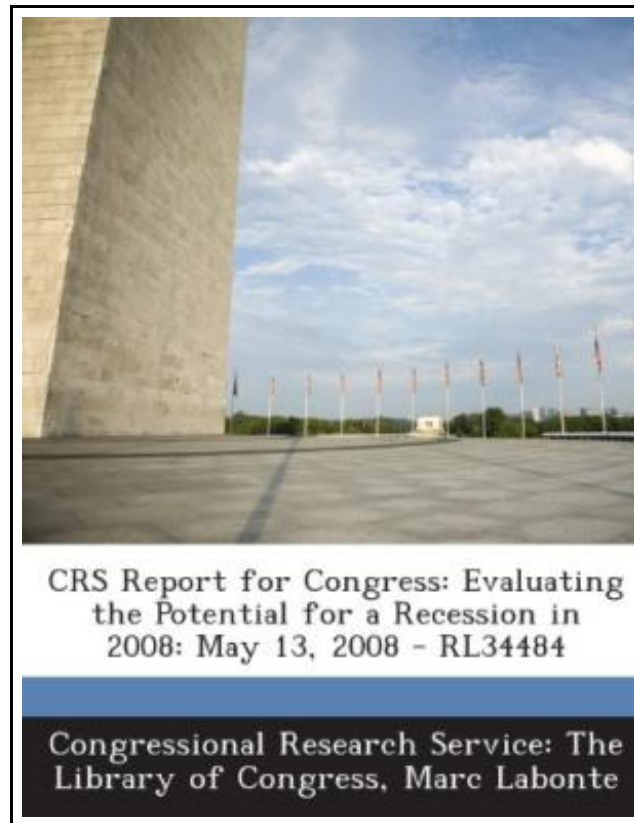 CRS Report for Congress: Evaluating
the Potential for a Recession in
2008: May 13, 2008 - RL34484
Congressional Research Service: The
Library of Congress, Marc Labonte